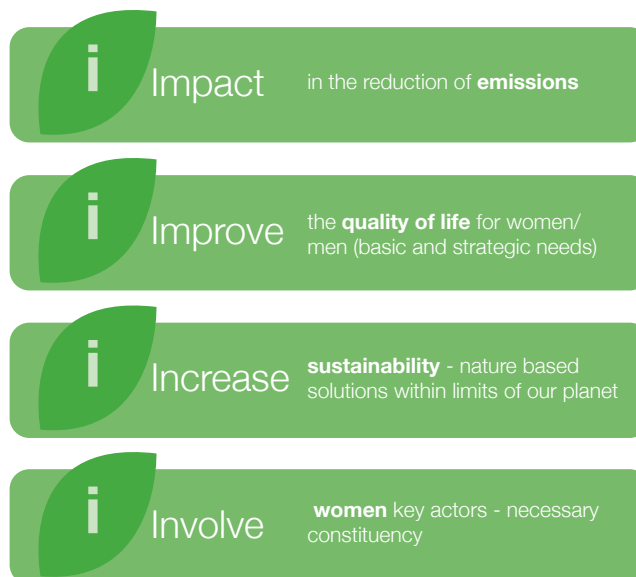 i
Impact
in the reduction of emissions
i
Improve
the quality of life for women/
men (basic and strategic needs)
i
Increase
sustainability - nature based
solutions within limits of our planet
i
Involve
women key actors - necessary
constituency